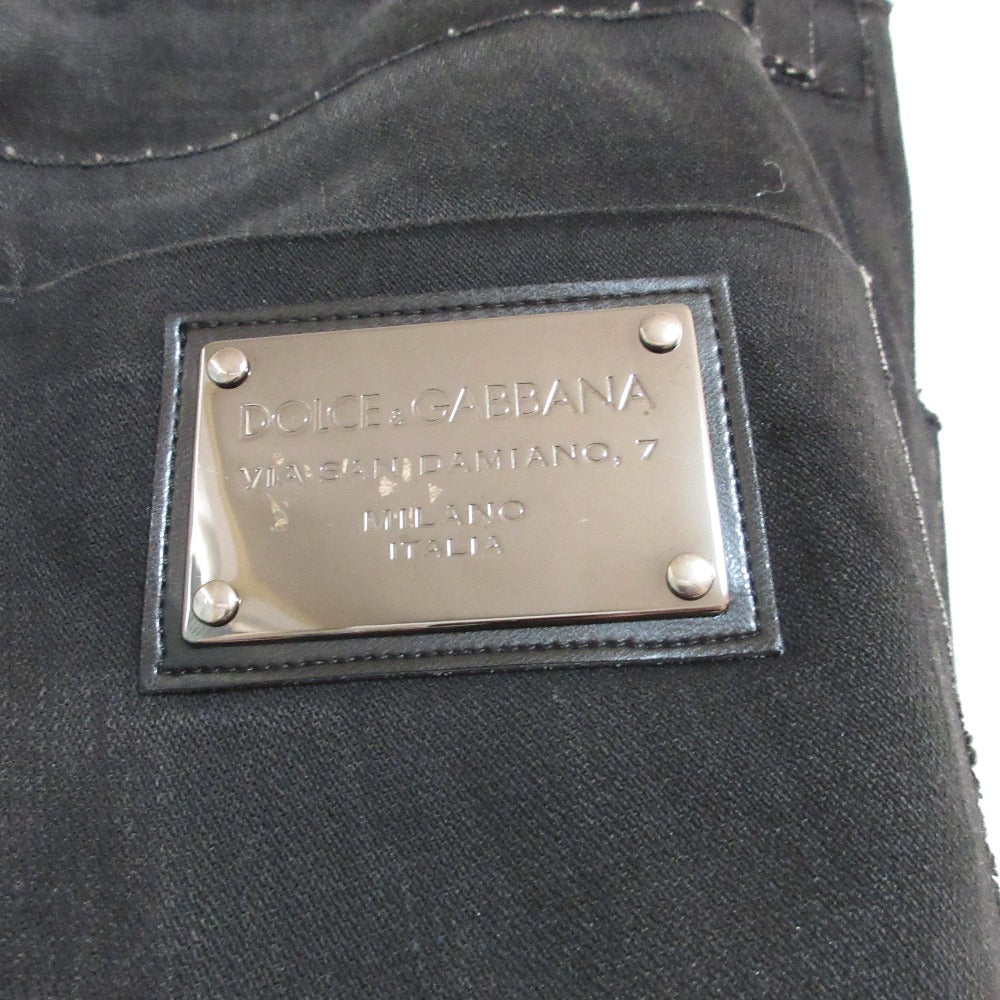 DOLCE & GABBANA
VIA SAN DAMIANO, 7
MILANO
ITALIA